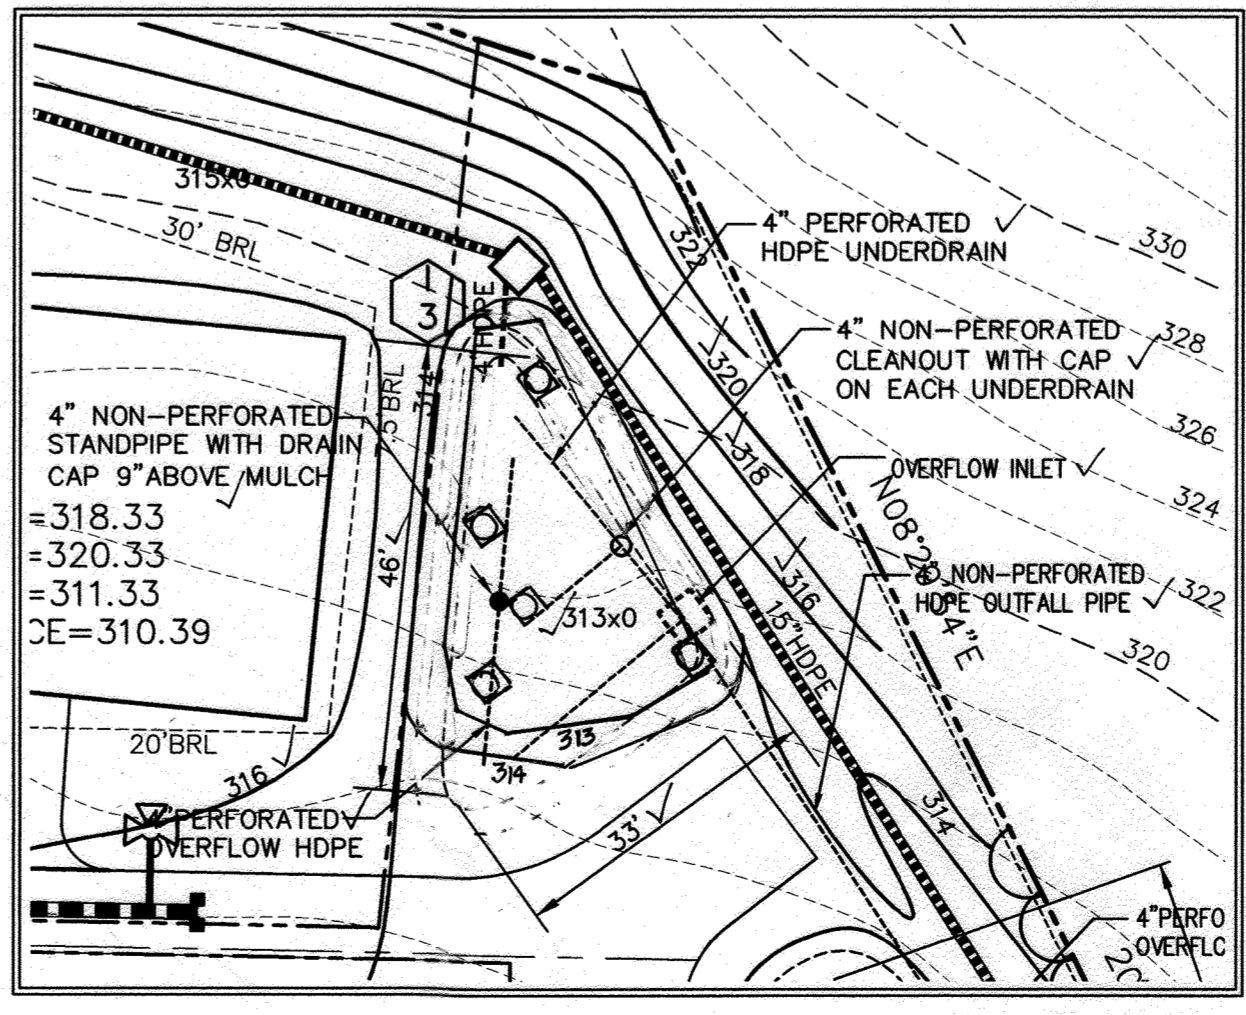 315x0
30' BRL
1
3
4" HDPE
4" PERFORATED
HDPE UNDERDRAIN
330
322
4" NON-PERFORATED
CLEANOUT WITH CAP
ON EACH UNDERDRAIN
328
320
326
318
324
322
320
4" NON-PERFORATED
STANDPIPE WITH DRAIN
CAP 9" ABOVE MULCH
=318.33
=320.33
=311.33
CE=310.39
BRL
314
46'
OVERFLOW INLET
4" NON-PERFORATED
HDPE OUTFALL PIPE
316
313x0
15" HDPE
20'BRL
316
313
314
4" PERFORATED
OVERFLOW HDPE
33'
314
4"PERFO
OVERFLC